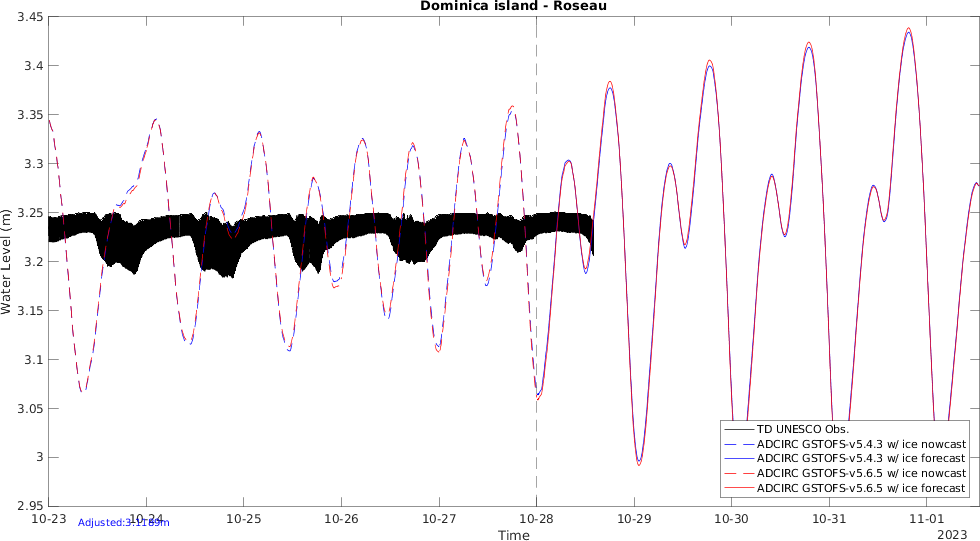 Dominica island - Roseau
3.45
3.4
3.35
3.3
3.25
3.2
3.15
3.1
3.05
3
2.95
Water Level (m)
TD UNESCO Obs.
ADCIRC GSTOFS-v5.4.3 w/ ice nowcast
ADCIRC GSTOFS-v5.4.3 w/ ice forecast
ADCIRC GSTOFS-v5.6.5 w/ ice nowcast
ADCIRC GSTOFS-v5.6.5 w/ ice forecast
10-23 10-24 10-25 10-26 10-27 10-28 10-29 10-30 10-31 11-01
Adjusted:3.1189m
Time
2023